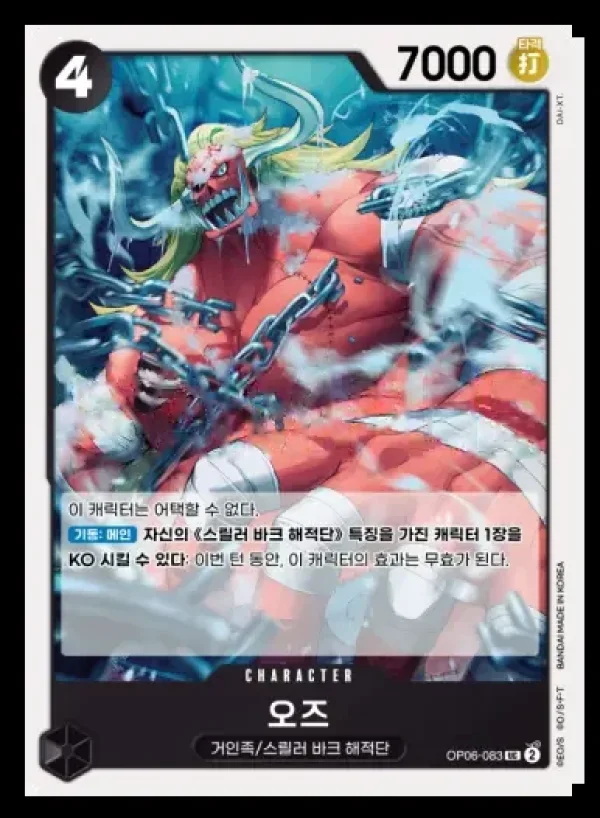 4
7000
타격
打
DAI-XT.
이 캐릭터는 어택할 수 없다.
기동: 메인 자신의 《스릴러 바크 해적단》 특징을 가진 캐릭터 1장을
KO 시킬 수 있다: 이번 턴 동안, 이 캐릭터의 효과는 무효가 된다.
CHARACTER
오즈
거인족/스릴러 바크 해적단
OP06-083 UC 2
©EO/S ©O./S·F·T BANDAI MADE IN KOREA